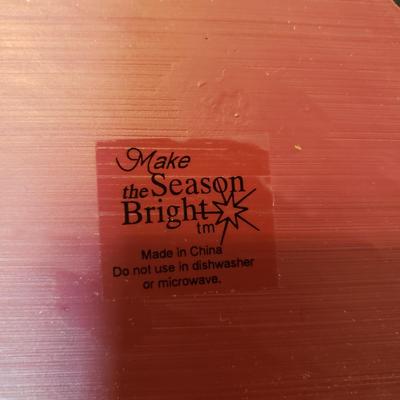 Make
the Season
Bright
tm
Made in China
Do not use in dishwasher
or microwave.